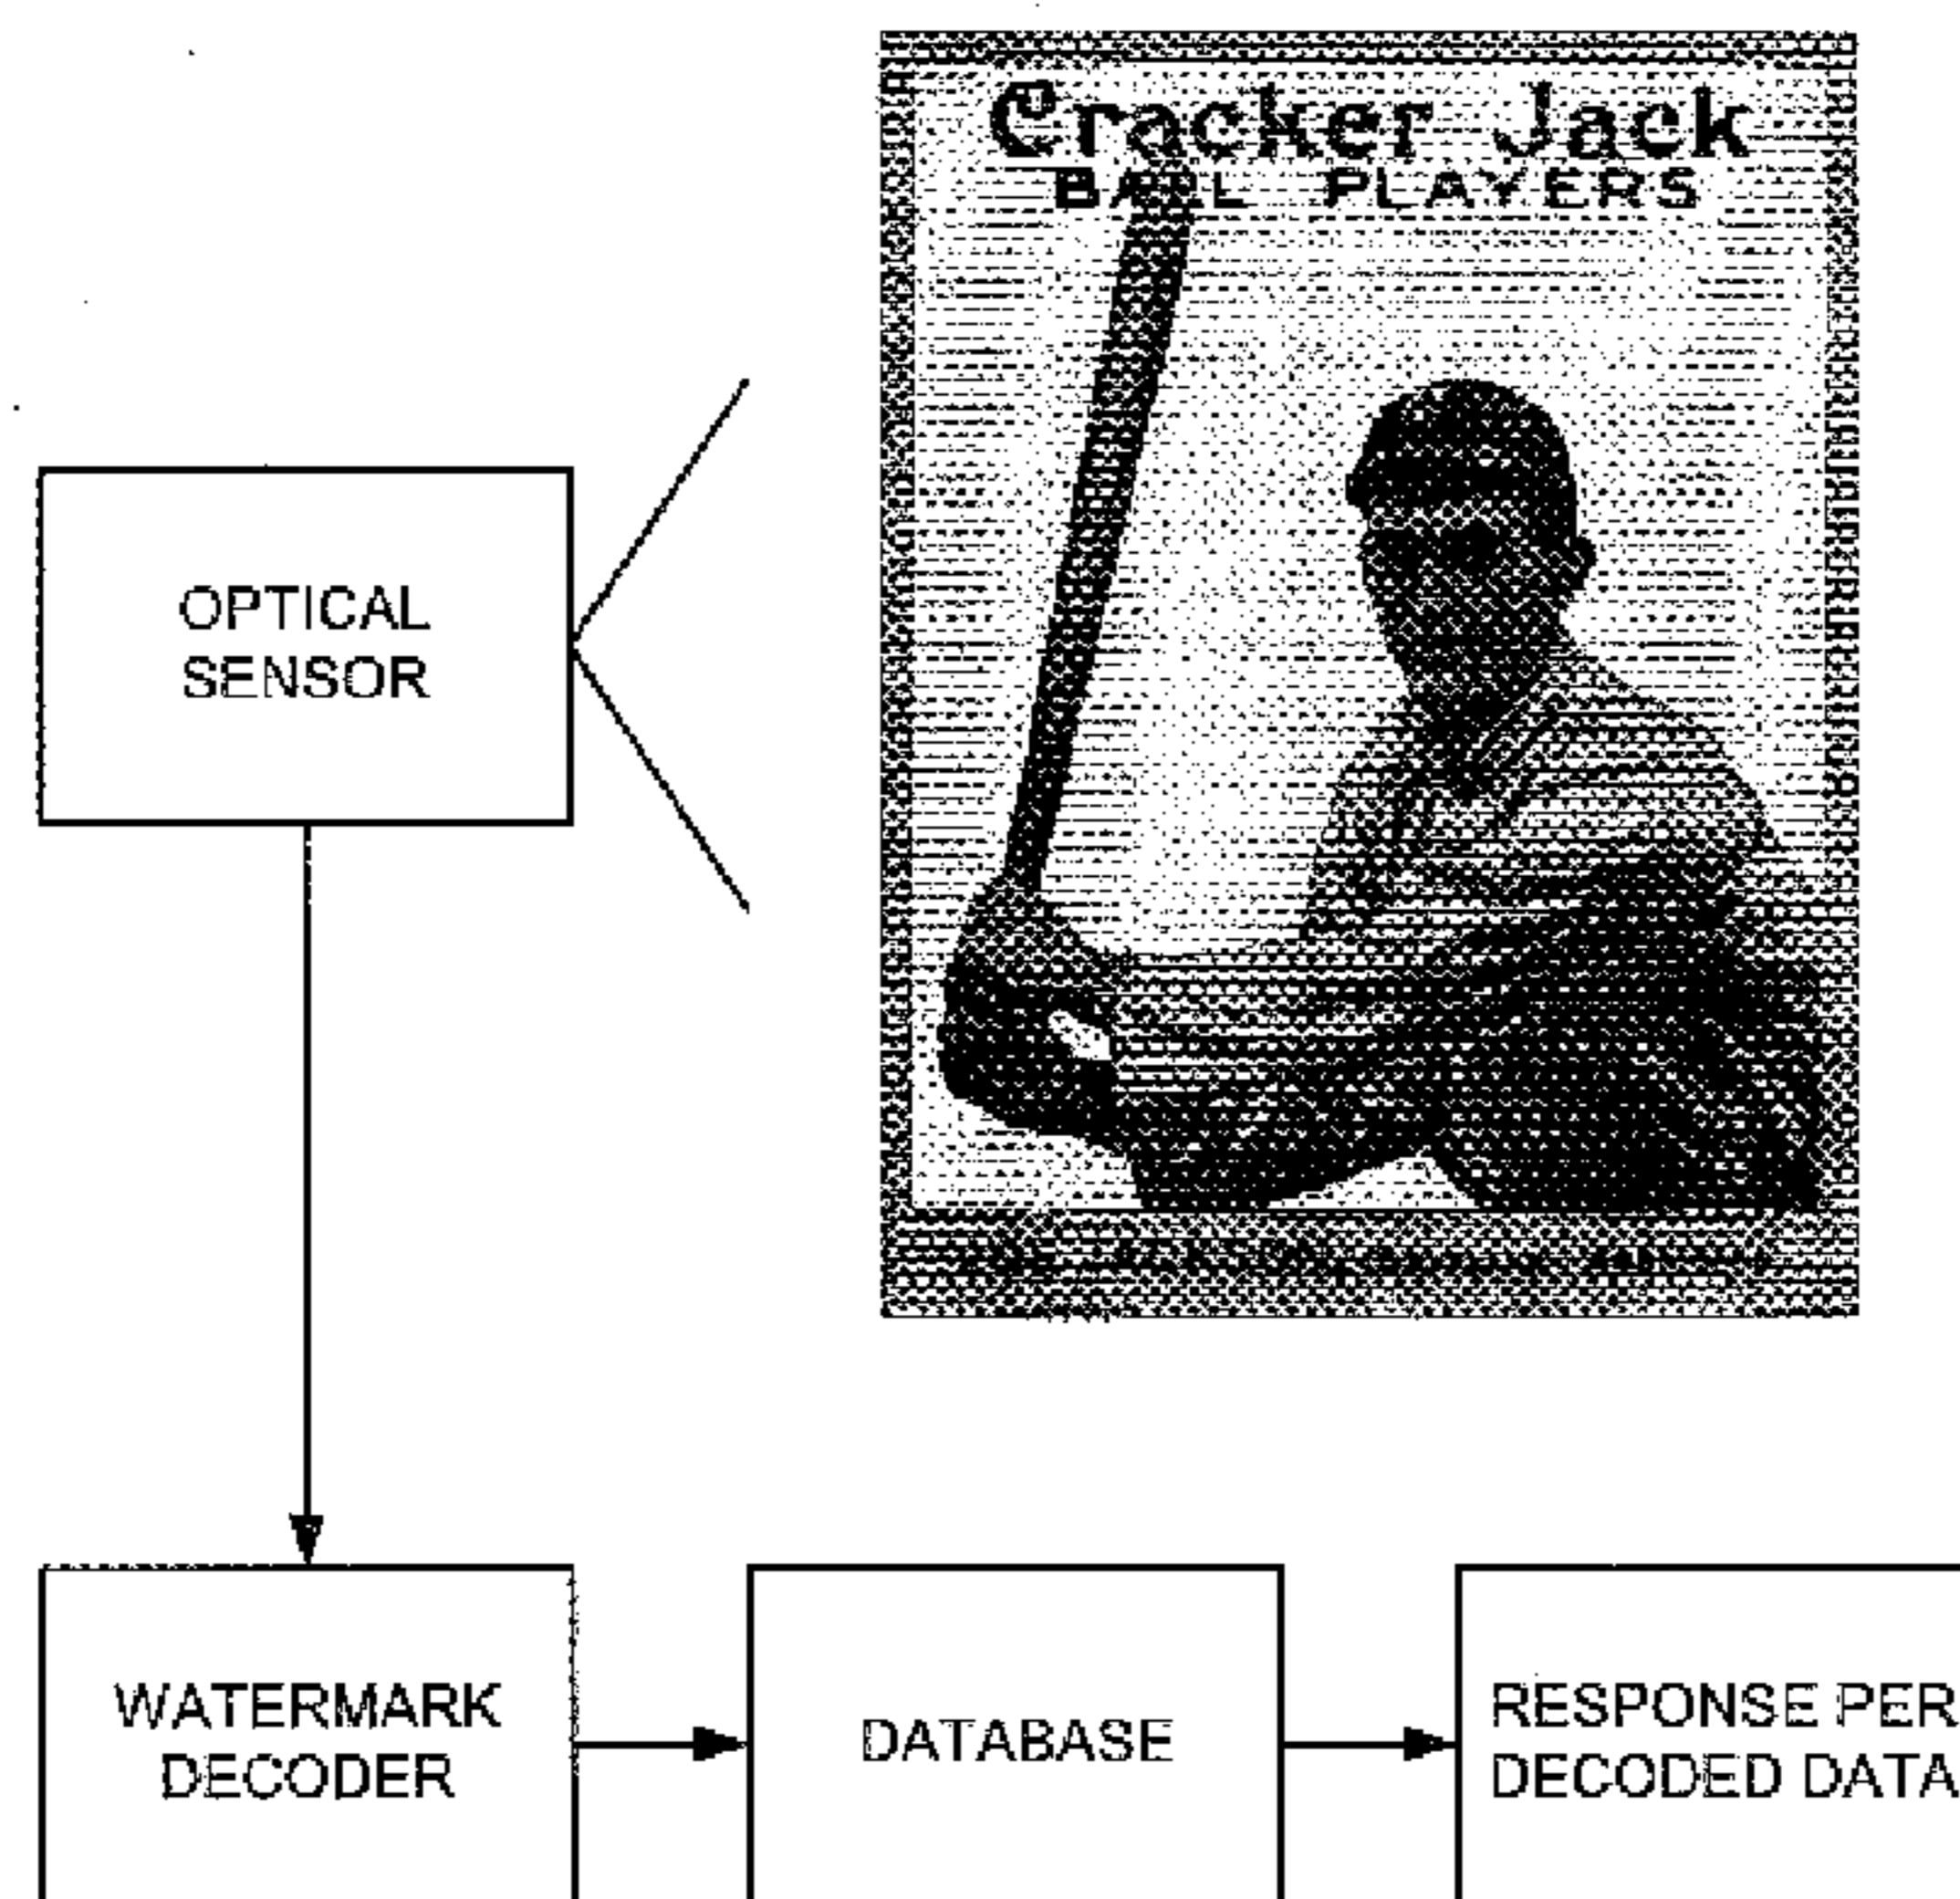 Cracker Jack
BALL PLAYERS
OPTICAL
SENSOR
WATERMARK
DECODER
DATABASE
RESPONSE PER
DECODED DATA